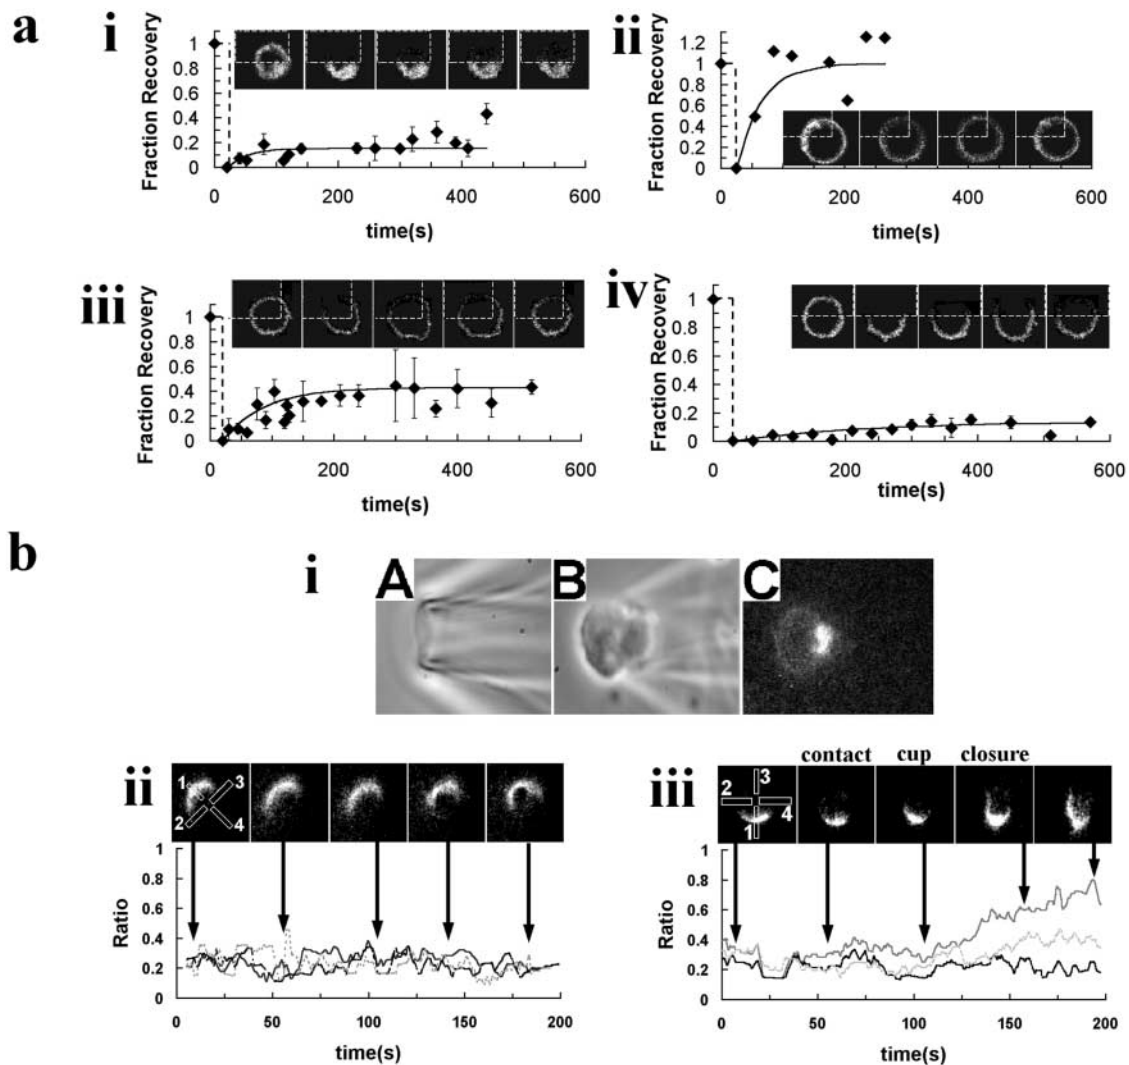 a
i
Fraction Recovery
1
0.8
0.6
0.4
0.2
0
0 200 400 600
time(s)
ii
Fraction Recovery
1.2
1
0.8
0.6
0.4
0.2
0
0 200 400 600
time(s)
iii
Fraction Recovery
1
0.8
0.6
0.4
0.2
0
0 200 400 600
time(s)
iv
Fraction Recovery
1
0.8
0.6
0.4
0.2
0
0 200 400 600
time(s)
b
i
A B C
ii
1 3
2 4
Ratio
1
0.8
0.6
0.4
0.2
0
0 50 100 150 200
time(s)
iii
contact cup closure
3
2
4
1
Ratio
1
0.8
0.6
0.4
0.2
0
0 50 100 150 200
time(s)